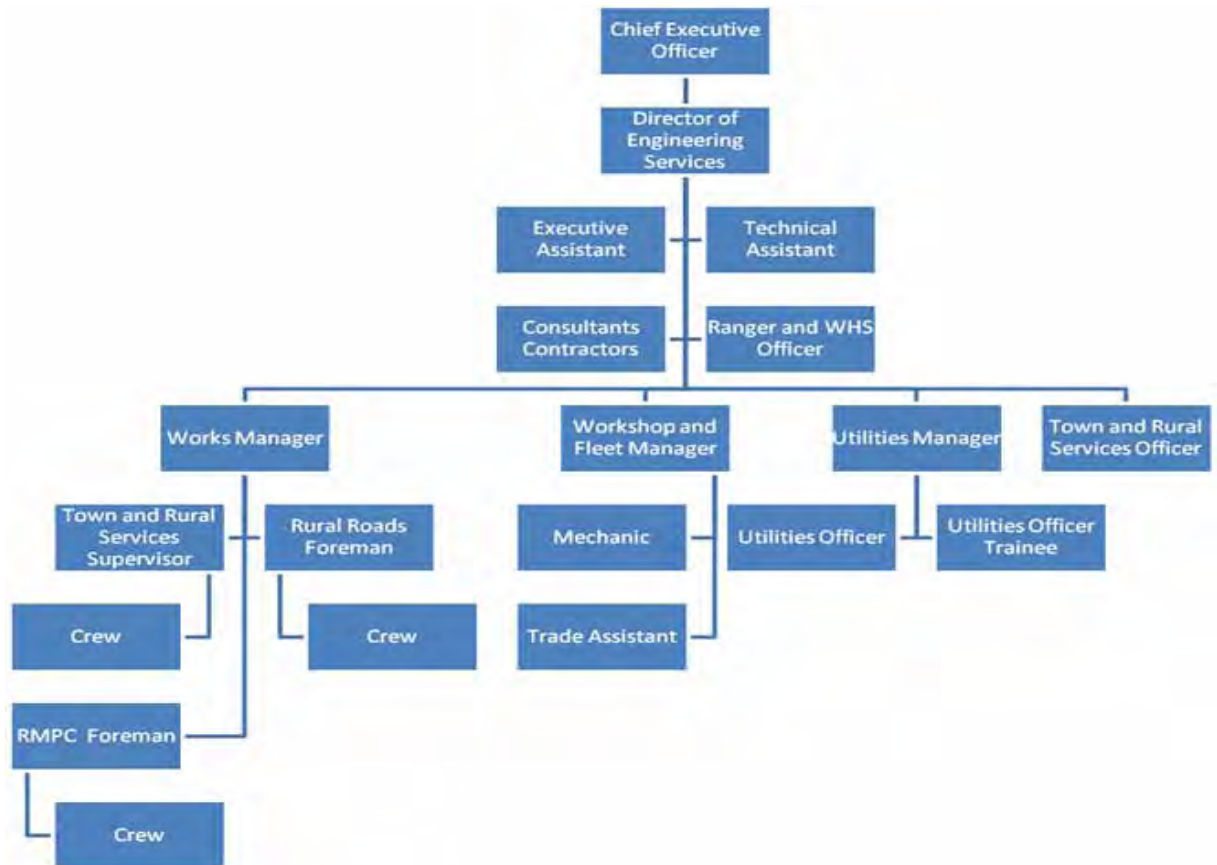 Chief Executive
Officer
Director of
Engineering
Services
Executive
Assistant
Technical
Assistant
Consultants
Contractors
Ranger and WHS
Officer
Works Manager
Workshop and
Fleet Manager
Utilities Manager
Town and Rural
Services Officer
Town and Rural
Services
Supervisor
Rural Roads
Foreman
Mechanic
Utilities Officer
Utilities Officer
Trainee
Crew
Crew
Trade Assistant
RMPC Foreman
Crew